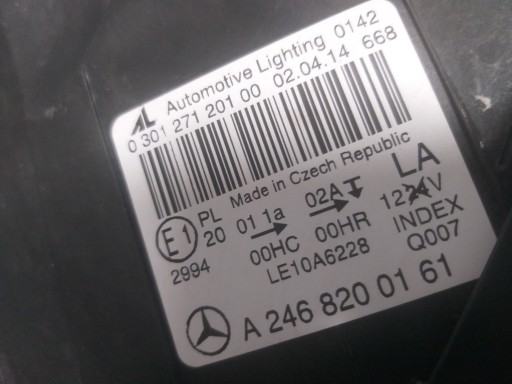 AL Automotive Lighting 0142
0 301 271 201 00 02.04.14 668
Made in Czech Republic
LA
E1 PL 01 1a 02A 12V
20 00HC 00HR INDEX
2994 LE10A6228 Q007
A 246 820 01 61